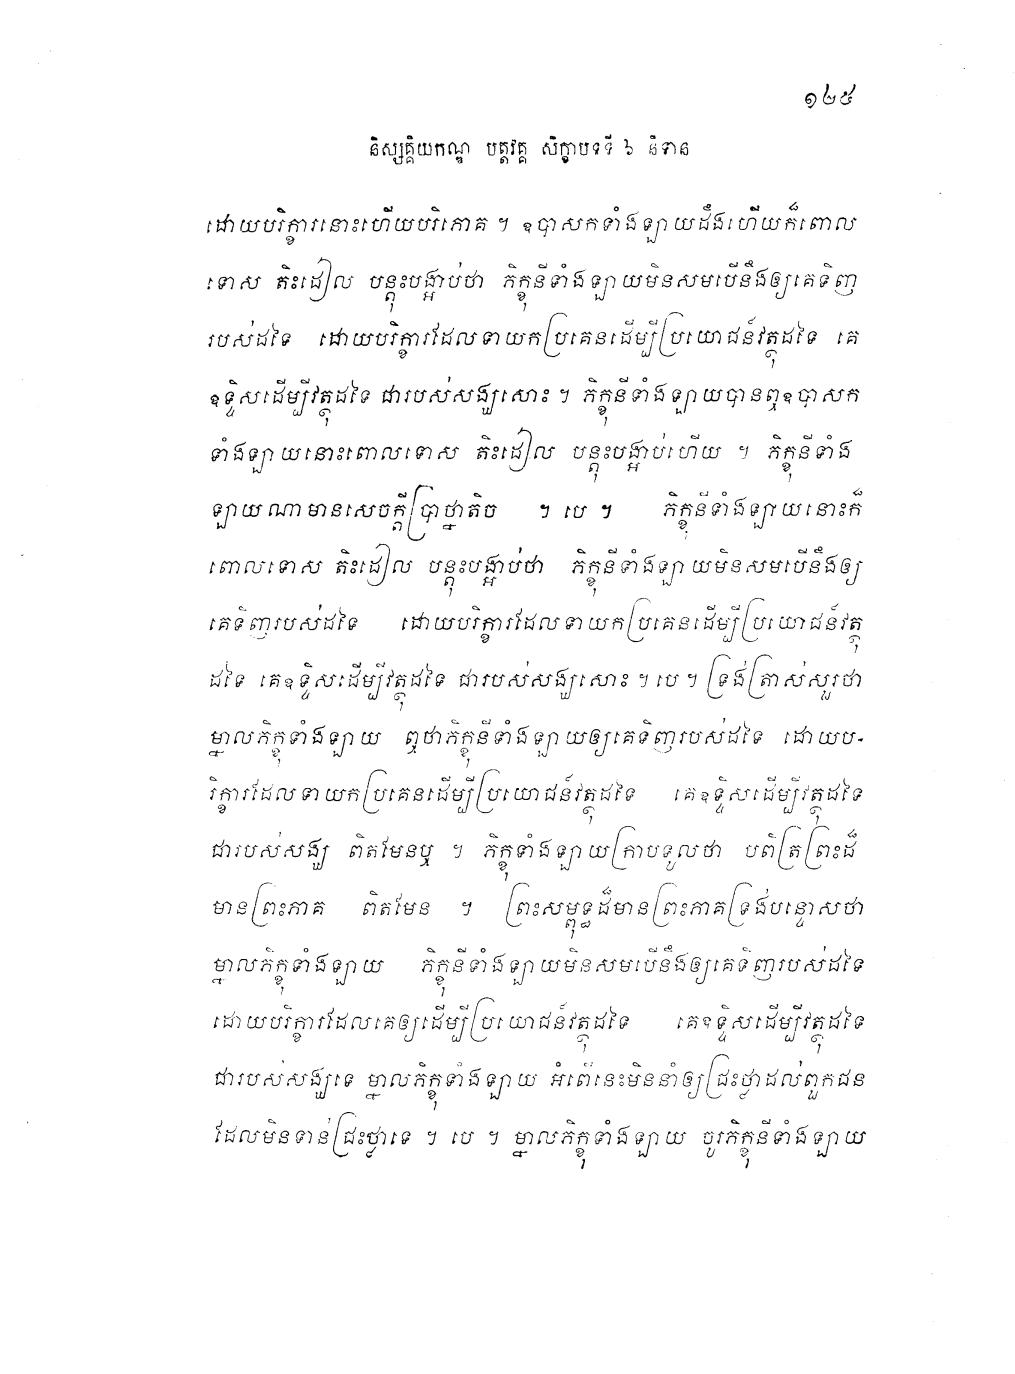 ១២៥
និស្សគ្គិយកណ្ឌ បត្តវគ្គ សិក្ខាបទទី ៦ និទាន
ដោយបរិក្ខារនោះហើយបរិភោគ ។ ឧបាសកទាំងឡាយដឹងហើយក៏ពោល
ទោស តិះដៀល បន្តុះបង្អាប់ថា ភិក្ខុនីទាំងឡាយមិនសមបើនឹងឲ្យគេទិញ
របស់ដទៃ ដោយបរិក្ខារដែលទាយកប្រគេនដើម្បីប្រយោជន៍វត្ថុដទៃ គេ
ឧទ្ទិសដើម្បីវត្ថុដទៃ ជារបស់សង្ឃសោះ ។ ភិក្ខុនីទាំងឡាយបានឮឧបាសក
ទាំងឡាយនោះពោលទោស តិះដៀល បន្តុះបង្អាប់ហើយ ។ ភិក្ខុនីទាំង
ឡាយណាមានសេចក្តីប្រាថ្នាតិច ។ បេ ។ ភិក្ខុនីទាំងឡាយនោះក៏
ពោលទោស តិះដៀល បន្តុះបង្អាប់ថា ភិក្ខុនីទាំងឡាយមិនសមបើនឹងឲ្យ
គេទិញរបស់ដទៃ ដោយបរិក្ខារដែលទាយកប្រគេនដើម្បីប្រយោជន៍វត្ថុ
ដទៃ គេឧទ្ទិសដើម្បីវត្ថុដទៃ ជារបស់សង្ឃសោះ ។ បេ ។ ទ្រង់ត្រាស់សួរថា
ម្នាលភិក្ខុទាំងឡាយ ឮថាភិក្ខុនីទាំងឡាយឲ្យគេទិញរបស់ដទៃ ដោយប-
រិក្ខារដែលទាយកប្រគេនដើម្បីប្រយោជន៍វត្ថុដទៃ គេឧទ្ទិសដើម្បីវត្ថុដទៃ
ជារបស់សង្ឃ ពិតមែនឬ ។ ភិក្ខុទាំងឡាយក្រាបទូលថា បពិត្រព្រះដ៏
មានព្រះភាគ ពិតមែន ។ ព្រះសម្ពុទ្ធដ៏មានព្រះភាគទ្រង់បន្ទោសថា
ម្នាលភិក្ខុទាំងឡាយ ភិក្ខុនីទាំងឡាយមិនសមបើនឹងឲ្យគេទិញរបស់ដទៃ
ដោយបរិក្ខារដែលគេឲ្យដើម្បីប្រយោជន៍វត្ថុដទៃ គេឧទ្ទិសដើម្បីវត្ថុដទៃ
ជារបស់សង្ឃទេ ម្នាលភិក្ខុទាំងឡាយ អំពើនេះមិននាំឲ្យជ្រះថ្លាដល់ពួកជន
ដែលមិនទាន់ជ្រះថ្លាទេ ។ បេ ។ ម្នាលភិក្ខុទាំងឡាយ ចូរភិក្ខុនីទាំងឡាយ